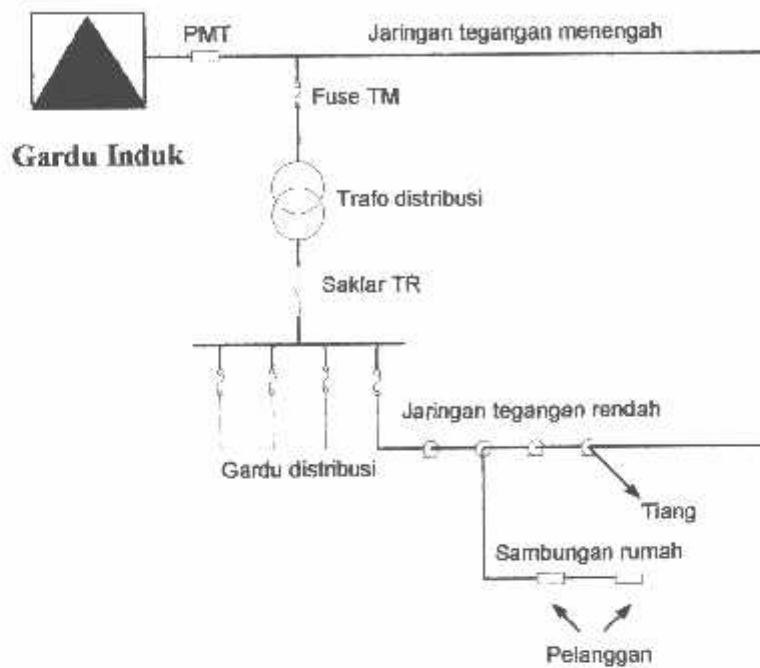 PMT
Jaringan tegangan menengah
Fuse TM
Gardu Induk
Trafo distribusi
Saklar TR
Jaringan tegangan rendah
Gardu distribusi
Tiang
Sambungan rumah
Pelanggan